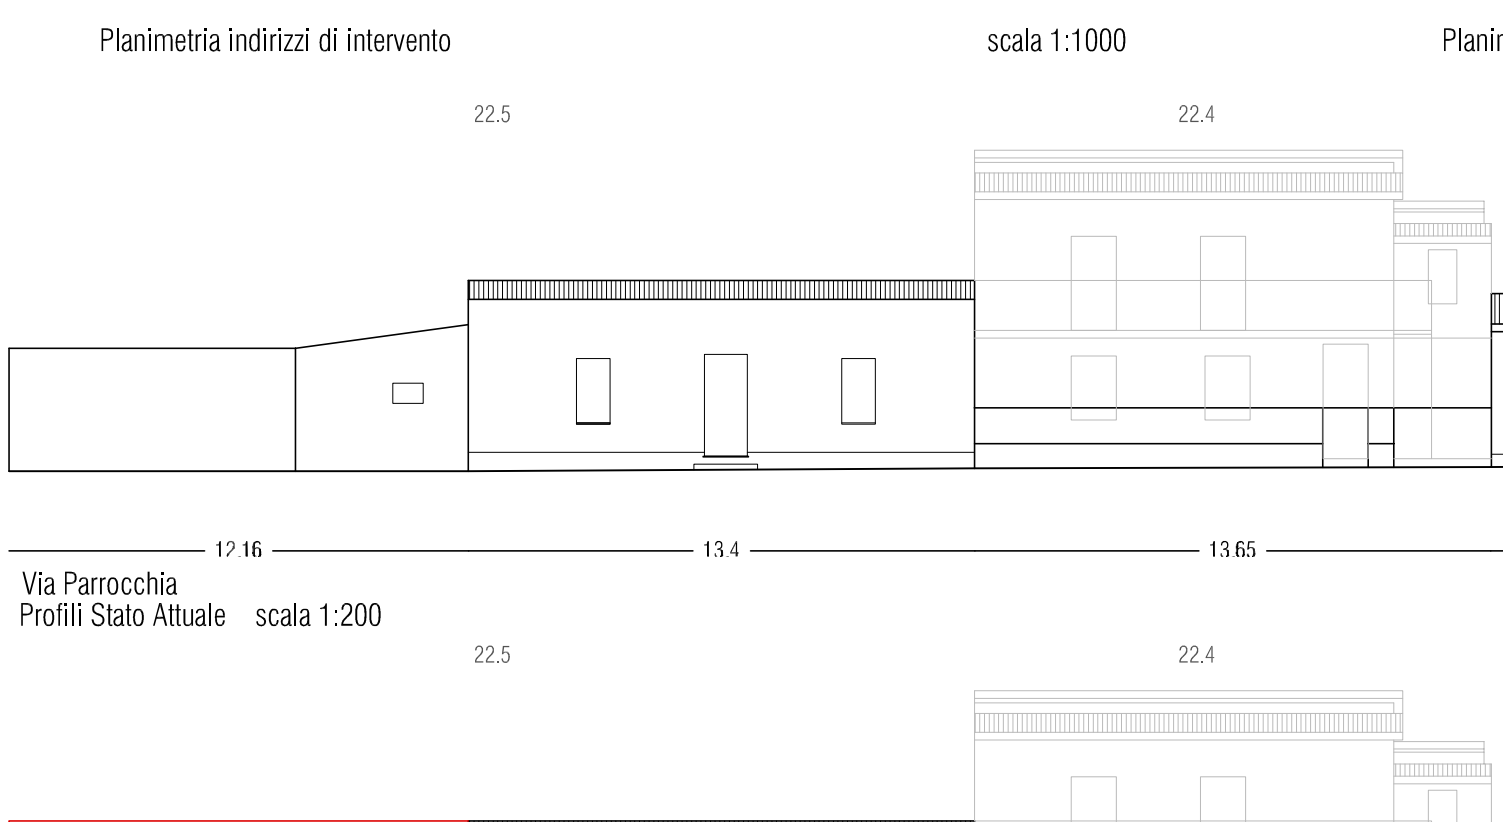 Planimetria indirizzi di intervento scala 1:1000
22.5 22.4
12.16 13.4 13.65
Via Parrocchia
Profili Stato Attuale scala 1:200
22.5 22.4